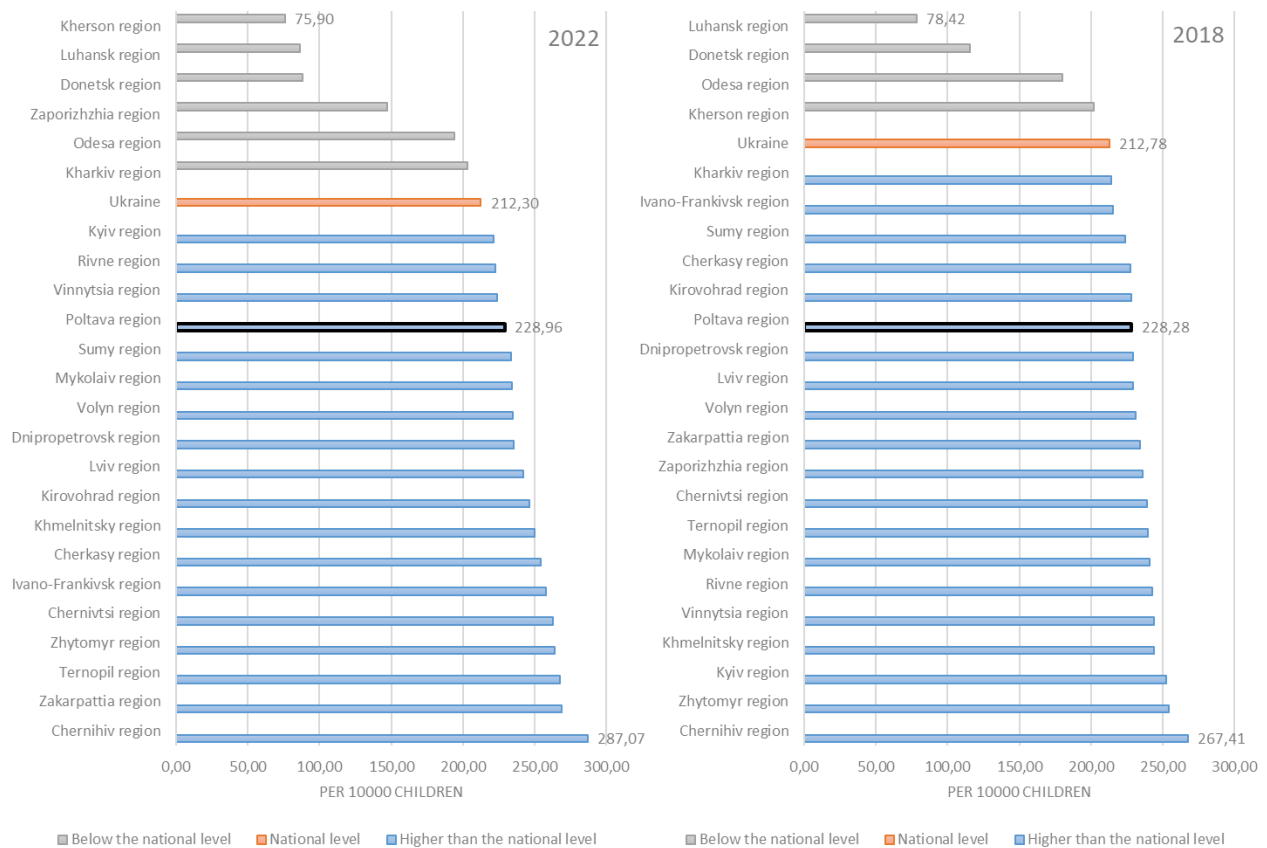 2022
Kherson region
75,90
Luhansk region
Donetsk region
Zaporizhzhia region
Odesa region
Kharkiv region
Ukraine
212,30
Kyiv region
Rivne region
Vinnytsia region
Poltava region
228,96
Sumy region
Mykolaiv region
Volyn region
Dnipropetrovsk region
Lviv region
Kirovohrad region
Khmelnitsky region
Cherkasy region
Ivano-Frankivsk region
Chernivtsi region
Zhytomyr region
Ternopil region
Zakarpattia region
Chernihiv region
287,07
0,00 50,00 100,00 150,00 200,00 250,00 300,00
PER 10000 CHILDREN
Below the national level National level Higher than the national level
2018
Luhansk region
78,42
Donetsk region
Odesa region
Kherson region
Ukraine
212,78
Kharkiv region
Ivano-Frankivsk region
Sumy region
Cherkasy region
Kirovohrad region
Poltava region
228,28
Dnipropetrovsk region
Lviv region
Volyn region
Zakarpattia region
Zaporizhzhia region
Chernivtsi region
Ternopil region
Mykolaiv region
Rivne region
Vinnytsia region
Khmelnitsky region
Kyiv region
Zhytomyr region
Chernihiv region
267,41
0,00 50,00 100,00 150,00 200,00 250,00 300,00
PER 10000 CHILDREN
Below the national level National level Higher than the national level